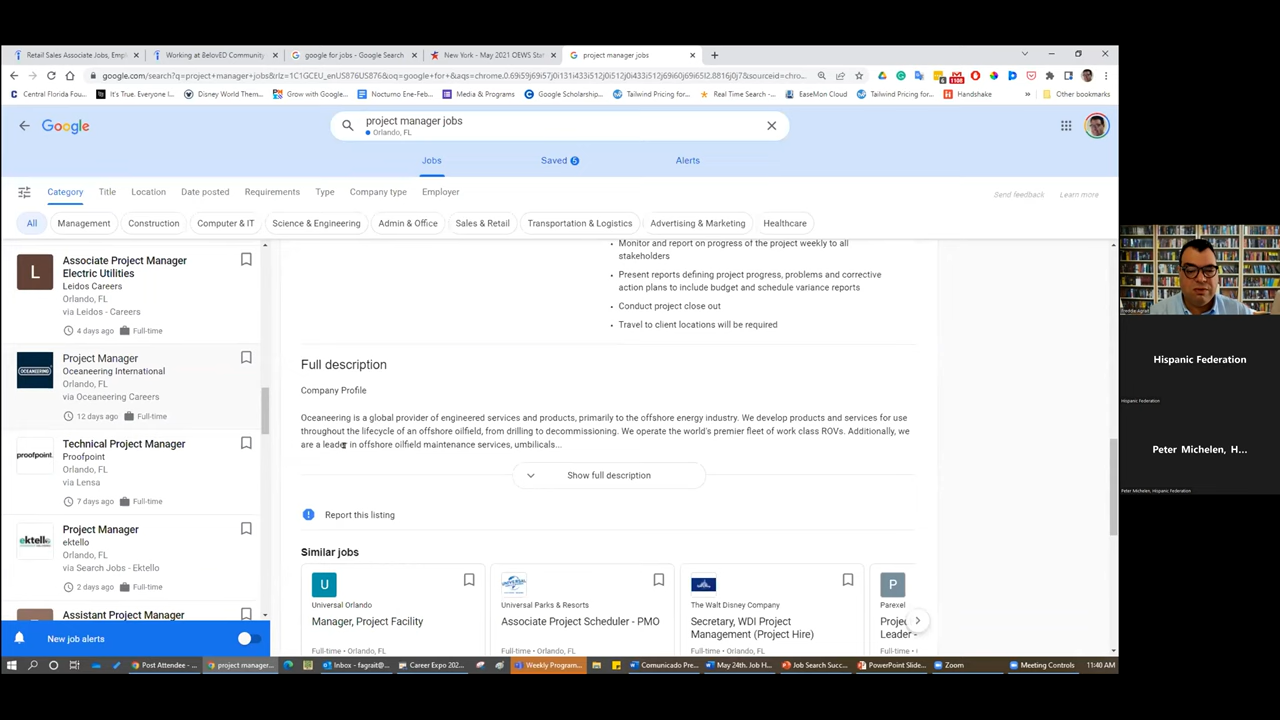 Retail Sales Associate Jobs, Empl
Working at BelovED Community
google for jobs - Google Search
New York - May 2021 OEWS Stat
project manager jobs
Central Florida Four
It's True. Everyone I...
Disney World Them...
Grow with Google...
Nocturno Ene-Feb...
Media & Programs
Google Scholarship...
Tailwind Pricing for...
Real Time Search -...
EaseMon Cloud
Tailwind Pricing for...
Handshake
Other bookmarks
Google
project manager jobs
Orlando, FL
Jobs
Saved 5
Alerts
Category
Title
Location
Date posted
Requirements
Type
Company type
Employer
Send feedback
Learn more
All
Management
Construction
Computer & IT
Science & Engineering
Admin & Office
Sales & Retail
Transportation & Logistics
Advertising & Marketing
Healthcare
L
Associate Project Manager
Electric Utilities
Leidos Careers
Orlando, FL
via Leidos - Careers
4 days ago Full-time
OCEANEERING
Project Manager
Oceaneering International
Orlando, FL
via Oceaneering Careers
12 days ago Full-time
proofpoint
Technical Project Manager
Proofpoint
Orlando, FL
via Lensa
7 days ago Full-time
ektello
Project Manager
ektello
Orlando, FL
via Search Jobs - Ektello
2 days ago Full-time
Assistant Project Manager
New job alerts
• Monitor and report on progress of the project weekly to all
stakeholders
• Present reports defining project progress, problems and corrective
action plans to include budget and schedule variance reports
• Conduct project close out
• Travel to client locations will be required
Full description
Company Profile
Oceaneering is a global provider of engineered services and products, primarily to the offshore energy industry. We develop products and services for use
throughout the lifecycle of an offshore oilfield, from drilling to decommissioning. We operate the world's premier fleet of work class ROVs. Additionally, we
are a leader in offshore oilfield maintenance services, umbilicals...
Show full description
Report this listing
Similar jobs
U
Universal Orlando
Manager, Project Facility
Full-time • Orlando, FL
Universal Parks & Resorts
Associate Project Scheduler - PMO
Full-time • Orlando, FL
The Walt Disney Company
Secretary, WDI Project
Management (Project Hire)
Full-time • Orlando, FL
P
Parexel
Projec
Leader -
Full-time •
Hispanic Federation
Hispanic Federation
Peter Michelen, H...
Peter Michelen, Hispanic Federation
Post Attendee -
project manager...
Inbox - fagrait@...
Career Expo 202...
Weekly Program...
Comunicado Pre...
May 24th. Job H...
Job Search Succ...
PowerPoint Slide...
Zoom
Meeting Controls
11:40 AM